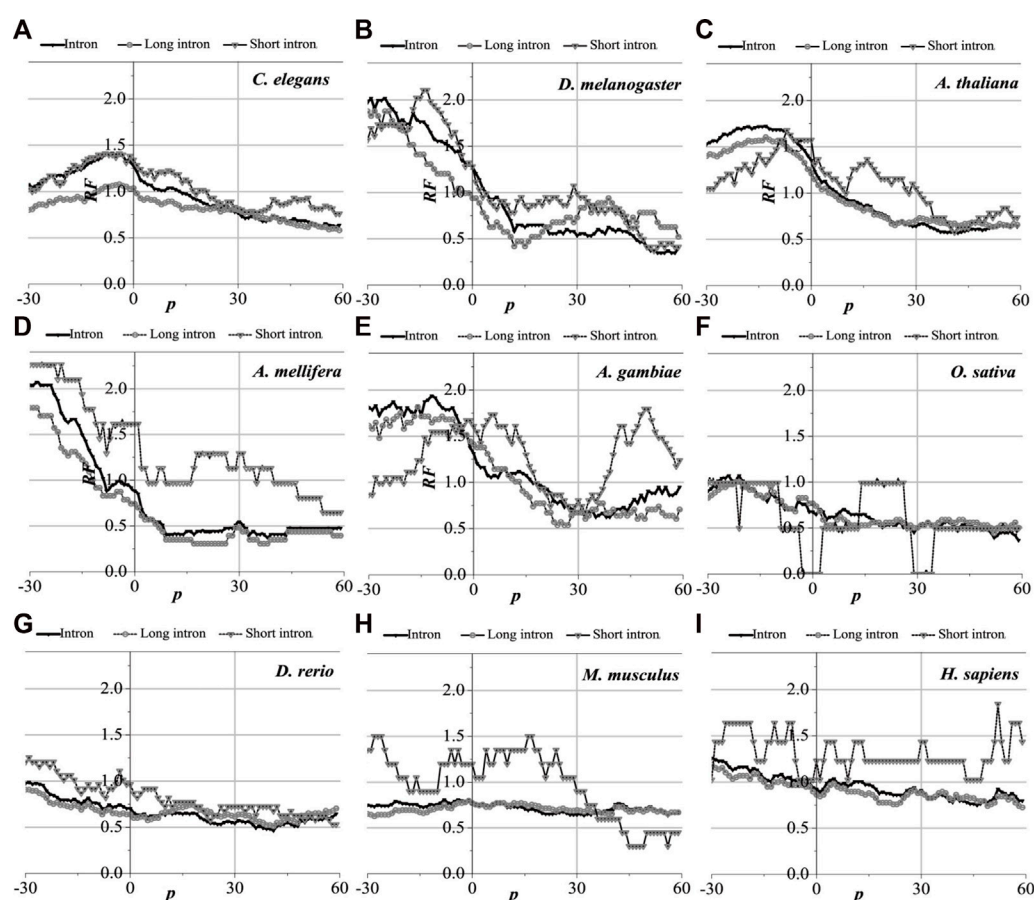 A B C
Intron Long intron Short intron Intron Long intron Short intron Intron Long intron Short intron
C. elegans D. melanogaster A. thaliana
2.0 2.0 2.0
1.5 1.5 1.5
RF RF RF
1.0 1.0 1.0
0.5 0.5 0.5
0.0 0.0 0.0
-30 0 30 60 -30 0 30 60 -30 0 30 60
p p p
D E F
Intron Long intron Short intron Intron Long intron Short intron Intron Long intron Short intron
A. mellifera A. gambiae O. sativa
2.0 2.0 2.0
1.5 1.5 1.5
RF RF RF
1.0 1.0 1.0
0.5 0.5 0.5
0.0 0.0 0.0
-30 0 30 60 -30 0 30 60 -30 0 30 60
p p p
G H I
Intron Long intron Short intron Intron Long intron Short intron Intron Long intron Short intron
D. rerio M. musculus H. sapiens
2.0 2.0 2.0
1.5 1.5 1.5
RF RF RF
1.0 1.0 1.0
0.5 0.5 0.5
0.0 0.0 0.0
-30 0 30 60 -30 0 30 60 -30 0 30 60
p p p